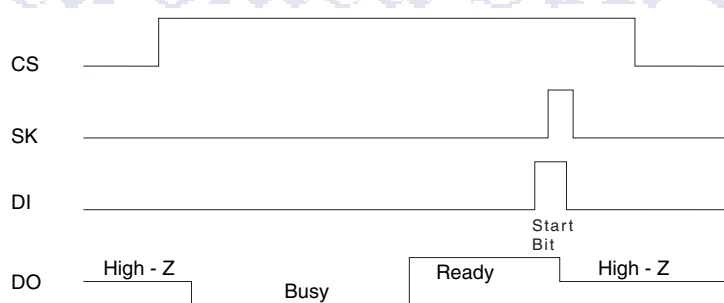 CS
SK
DI
Start
Bit
High - Z
Ready
High - Z
DO
Busy